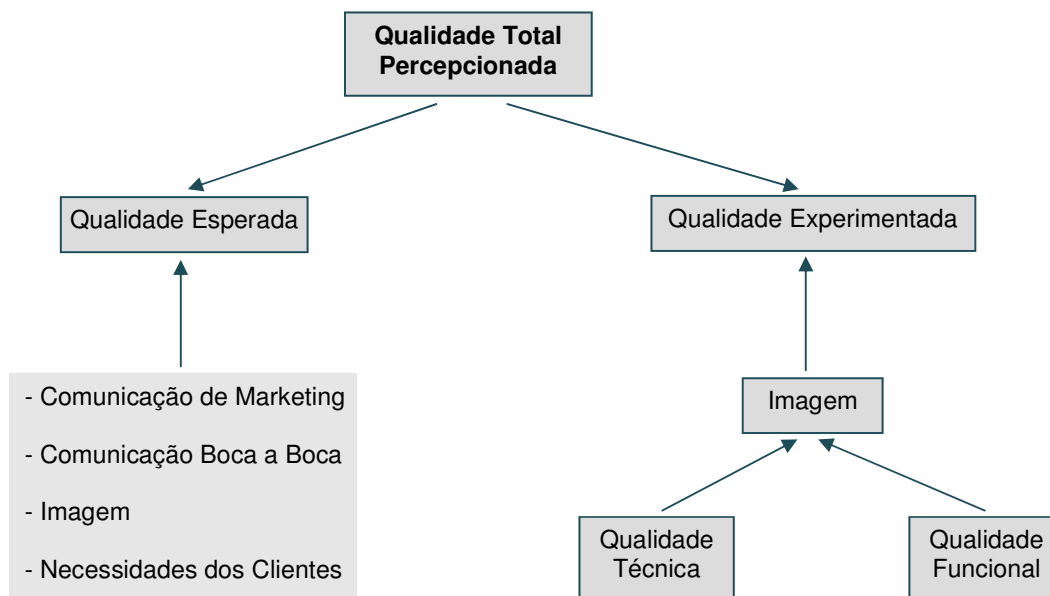 Qualidade Total
Percepcionada
Qualidade Esperada
Qualidade Experimentada
- Comunicação de Marketing
- Comunicação Boca a Boca
- Imagem
- Necessidades dos Clientes
Imagem
Qualidade
Técnica
Qualidade
Funcional